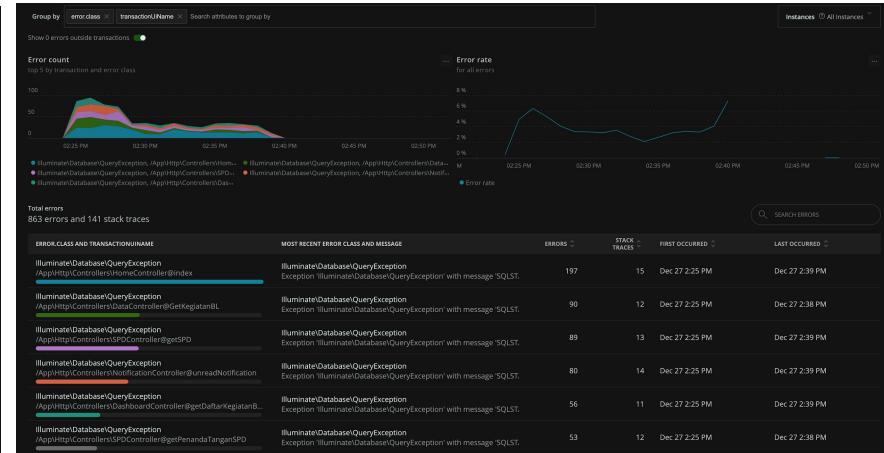 Group by error.class × transactionUiName × Search attributes to group by
Instances All Instances
Show 0 errors outside transactions
Error count
top 5 by transaction and error class
100
50
0
02:25 PM 02:30 PM 02:35 PM 02:40 PM 02:45 PM 02:50 PM
Illuminate\Database\QueryException, /App\Http\Controllers\Hom...
Illuminate\Database\QueryException, /App\Http\Controllers\Data...
Illuminate\Database\QueryException, /App\Http\Controllers\SPD...
Illuminate\Database\QueryException, /App\Http\Controllers\Notif...
Illuminate\Database\QueryException, /App\Http\Controllers\Das...
Error rate
for all errors
8 %
6 %
4 %
2 %
0 %
M 02:25 PM 02:30 PM 02:35 PM 02:40 PM 02:45 PM 02:50 PM
Error rate
Total errors
863 errors and 141 stack traces
SEARCH ERRORS
ERROR.CLASS AND TRANSACTIONUINAME MOST RECENT ERROR CLASS AND MESSAGE ERRORS STACK TRACES FIRST OCCURRED LAST OCCURRED
Illuminate\Database\QueryException Illuminate\Database\QueryException
/App\Http\Controllers\HomeController@index Exception 'Illuminate\Database\QueryException' with message 'SQLST. 197 15 Dec 27 2:25 PM Dec 27 2:39 PM
Illuminate\Database\QueryException Illuminate\Database\QueryException
/App\Http\Controllers\DataController@GetKegiatanBL Exception 'Illuminate\Database\QueryException' with message 'SQLST. 90 12 Dec 27 2:25 PM Dec 27 2:38 PM
Illuminate\Database\QueryException Illuminate\Database\QueryException
/App\Http\Controllers\SPDController@getSPD Exception 'Illuminate\Database\QueryException' with message 'SQLST. 89 13 Dec 27 2:25 PM Dec 27 2:39 PM
Illuminate\Database\QueryException Illuminate\Database\QueryException
/App\Http\Controllers\NotificationController@unreadNotification Exception 'Illuminate\Database\QueryException' with message 'SQLST. 80 14 Dec 27 2:25 PM Dec 27 2:39 PM
Illuminate\Database\QueryException Illuminate\Database\QueryException
/App\Http\Controllers\DashboardController@getDaftarKegiatanB... Exception 'Illuminate\Database\QueryException' with message 'SQLST. 56 11 Dec 27 2:25 PM Dec 27 2:39 PM
Illuminate\Database\QueryException Illuminate\Database\QueryException
/App\Http\Controllers\SPDController@getPenandaTanganSPD Exception 'Illuminate\Database\QueryException' with message 'SQLST. 53 12 Dec 27 2:25 PM Dec 27 2:38 PM